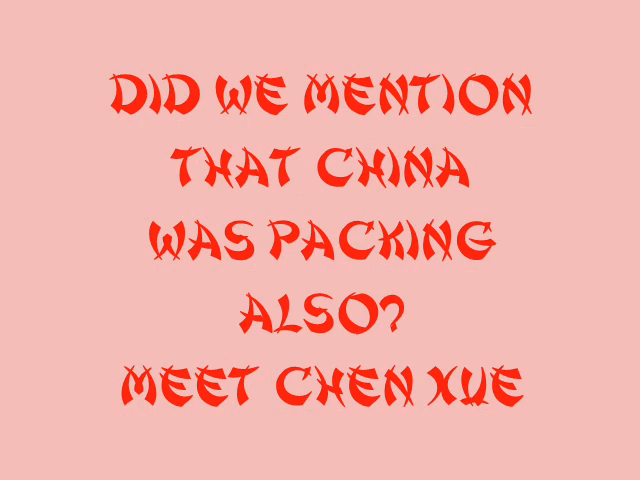 DID WE MENTION
THAT CHINA
WAS PACKING
ALSO?
MEET CHEN XUE